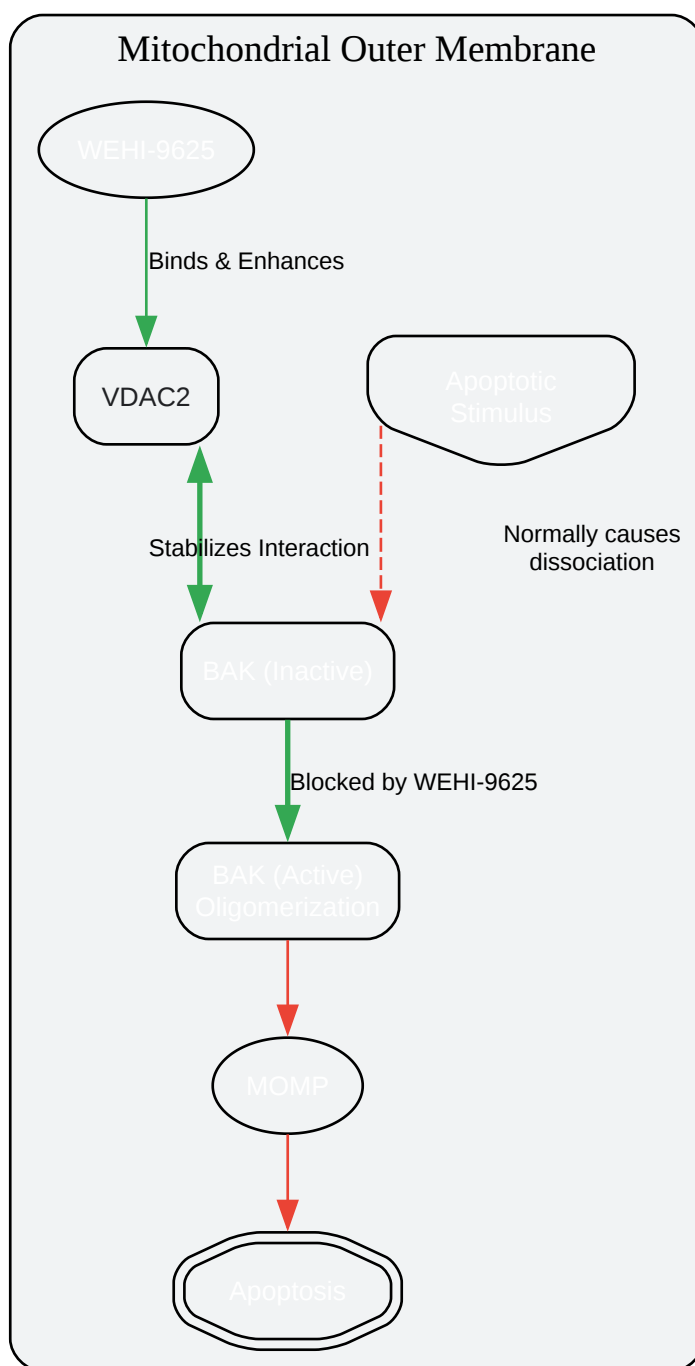 Mitochondrial Outer Membrane
WEHI-9625
Binds & Enhances
VDAC2
Apoptotic
Stimulus
Stabilizes Interaction
Normally causes
dissociation
BAK (Inactive)
Blocked by WEHI-9625
BAK (Active)
Oligomerization
MOMP
Apoptosis